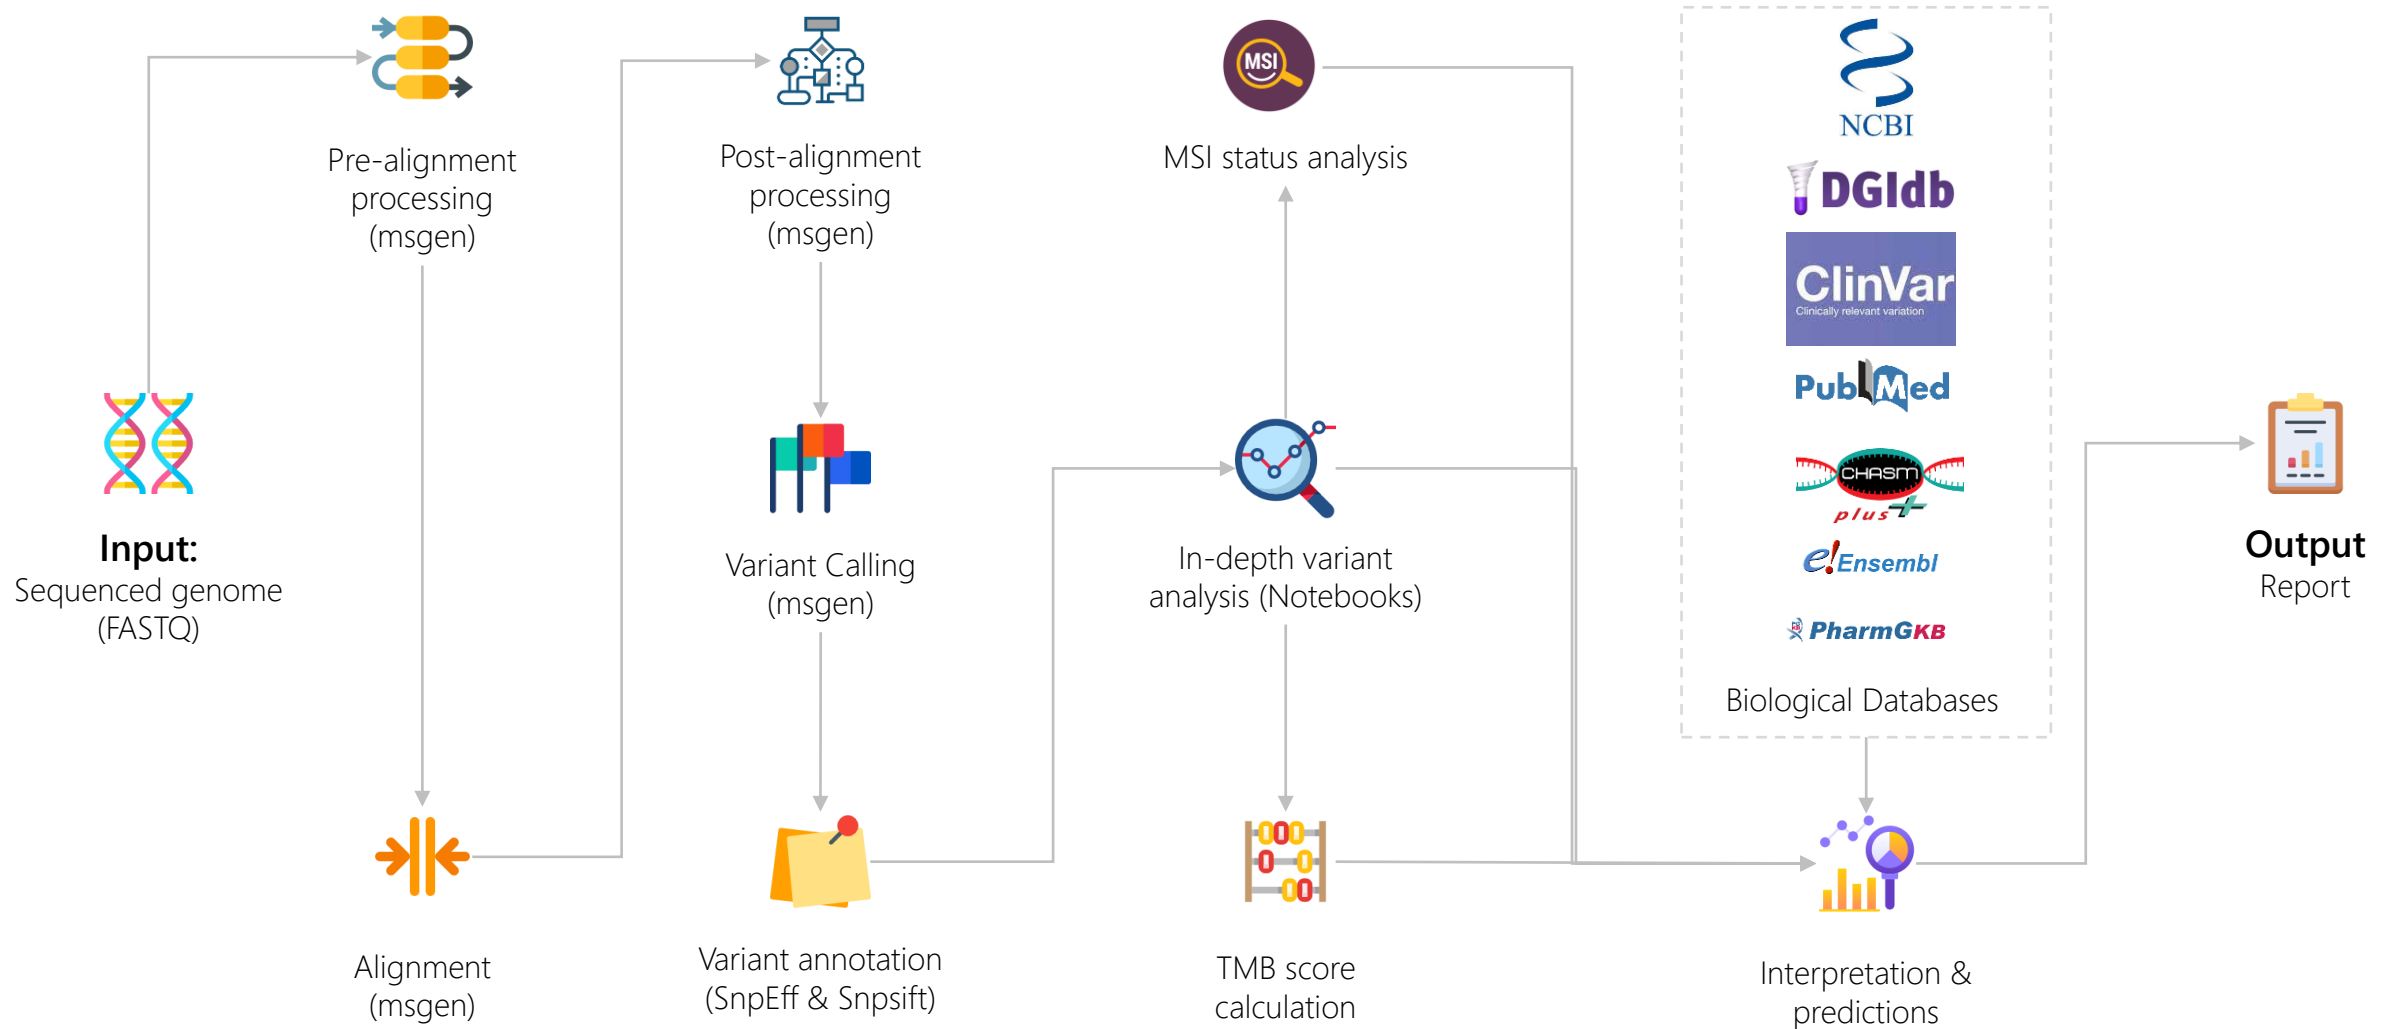 Pre-alignment
processing
(msgen)
Post-alignment
processing
(msgen)
MSI
MSI status analysis
NCBI
DGIdb
ClinVar
Clinically relevant variation
PubMed
CHASM
plus+
e!Ensembl
PharmGKB
Biological Databases
Input:
Sequenced genome
(FASTQ)
Variant Calling
(msgen)
In-depth variant
analysis (Notebooks)
Output
Report
Alignment
(msgen)
Variant annotation
(SnpEff & Snpsift)
TMB score
calculation
Interpretation &
predictions